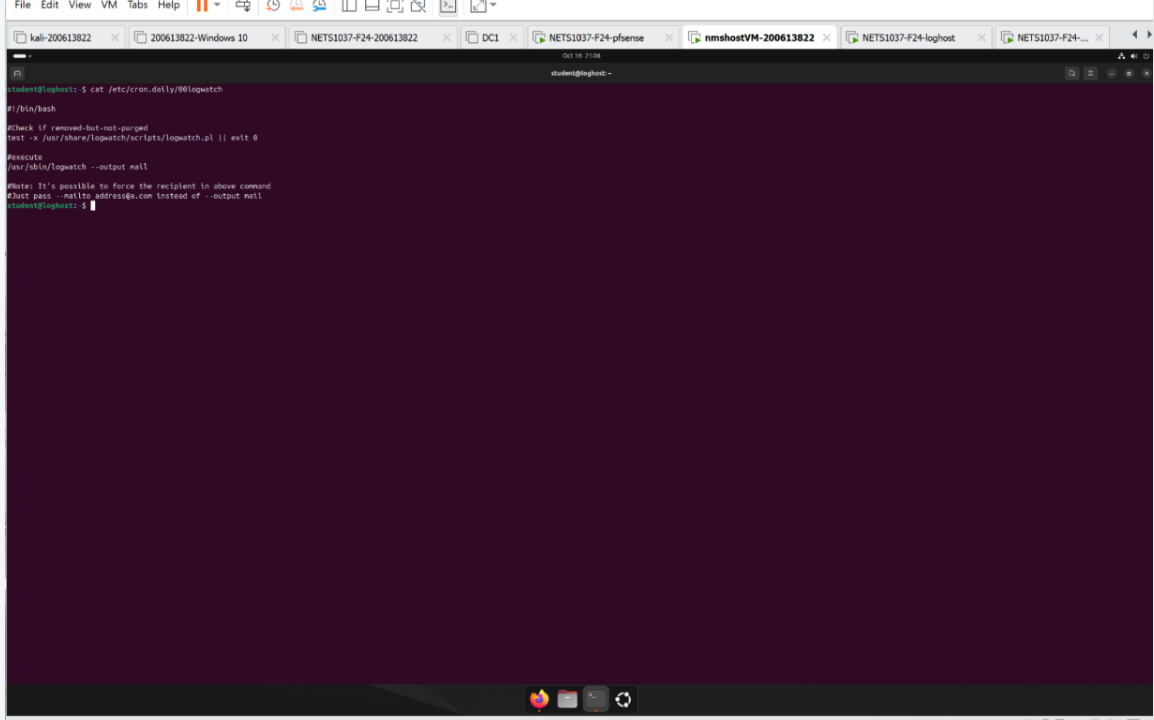 File Edit View VM Tabs Help
kali-200613822 200613822-Windows 10 NETS1037-F24-200613822 DC1 NETS1037-F24-pfsense nmshostVM-200613822 NETS1037-F24-loghost NETS1037-F24-...
Oct 16 21:04
student@loghost: ~
student@loghost:~$ cat /etc/cron.daily/00logwatch
#!/bin/bash
#Check if removed-but-not-purged
test -x /usr/share/logwatch/scripts/logwatch.pl || exit 0
#execute
/usr/sbin/logwatch --output mail
#Note: It's possible to force the recipient in above command
#Just pass --mailto address@a.com instead of --output mail
student@loghost:~$